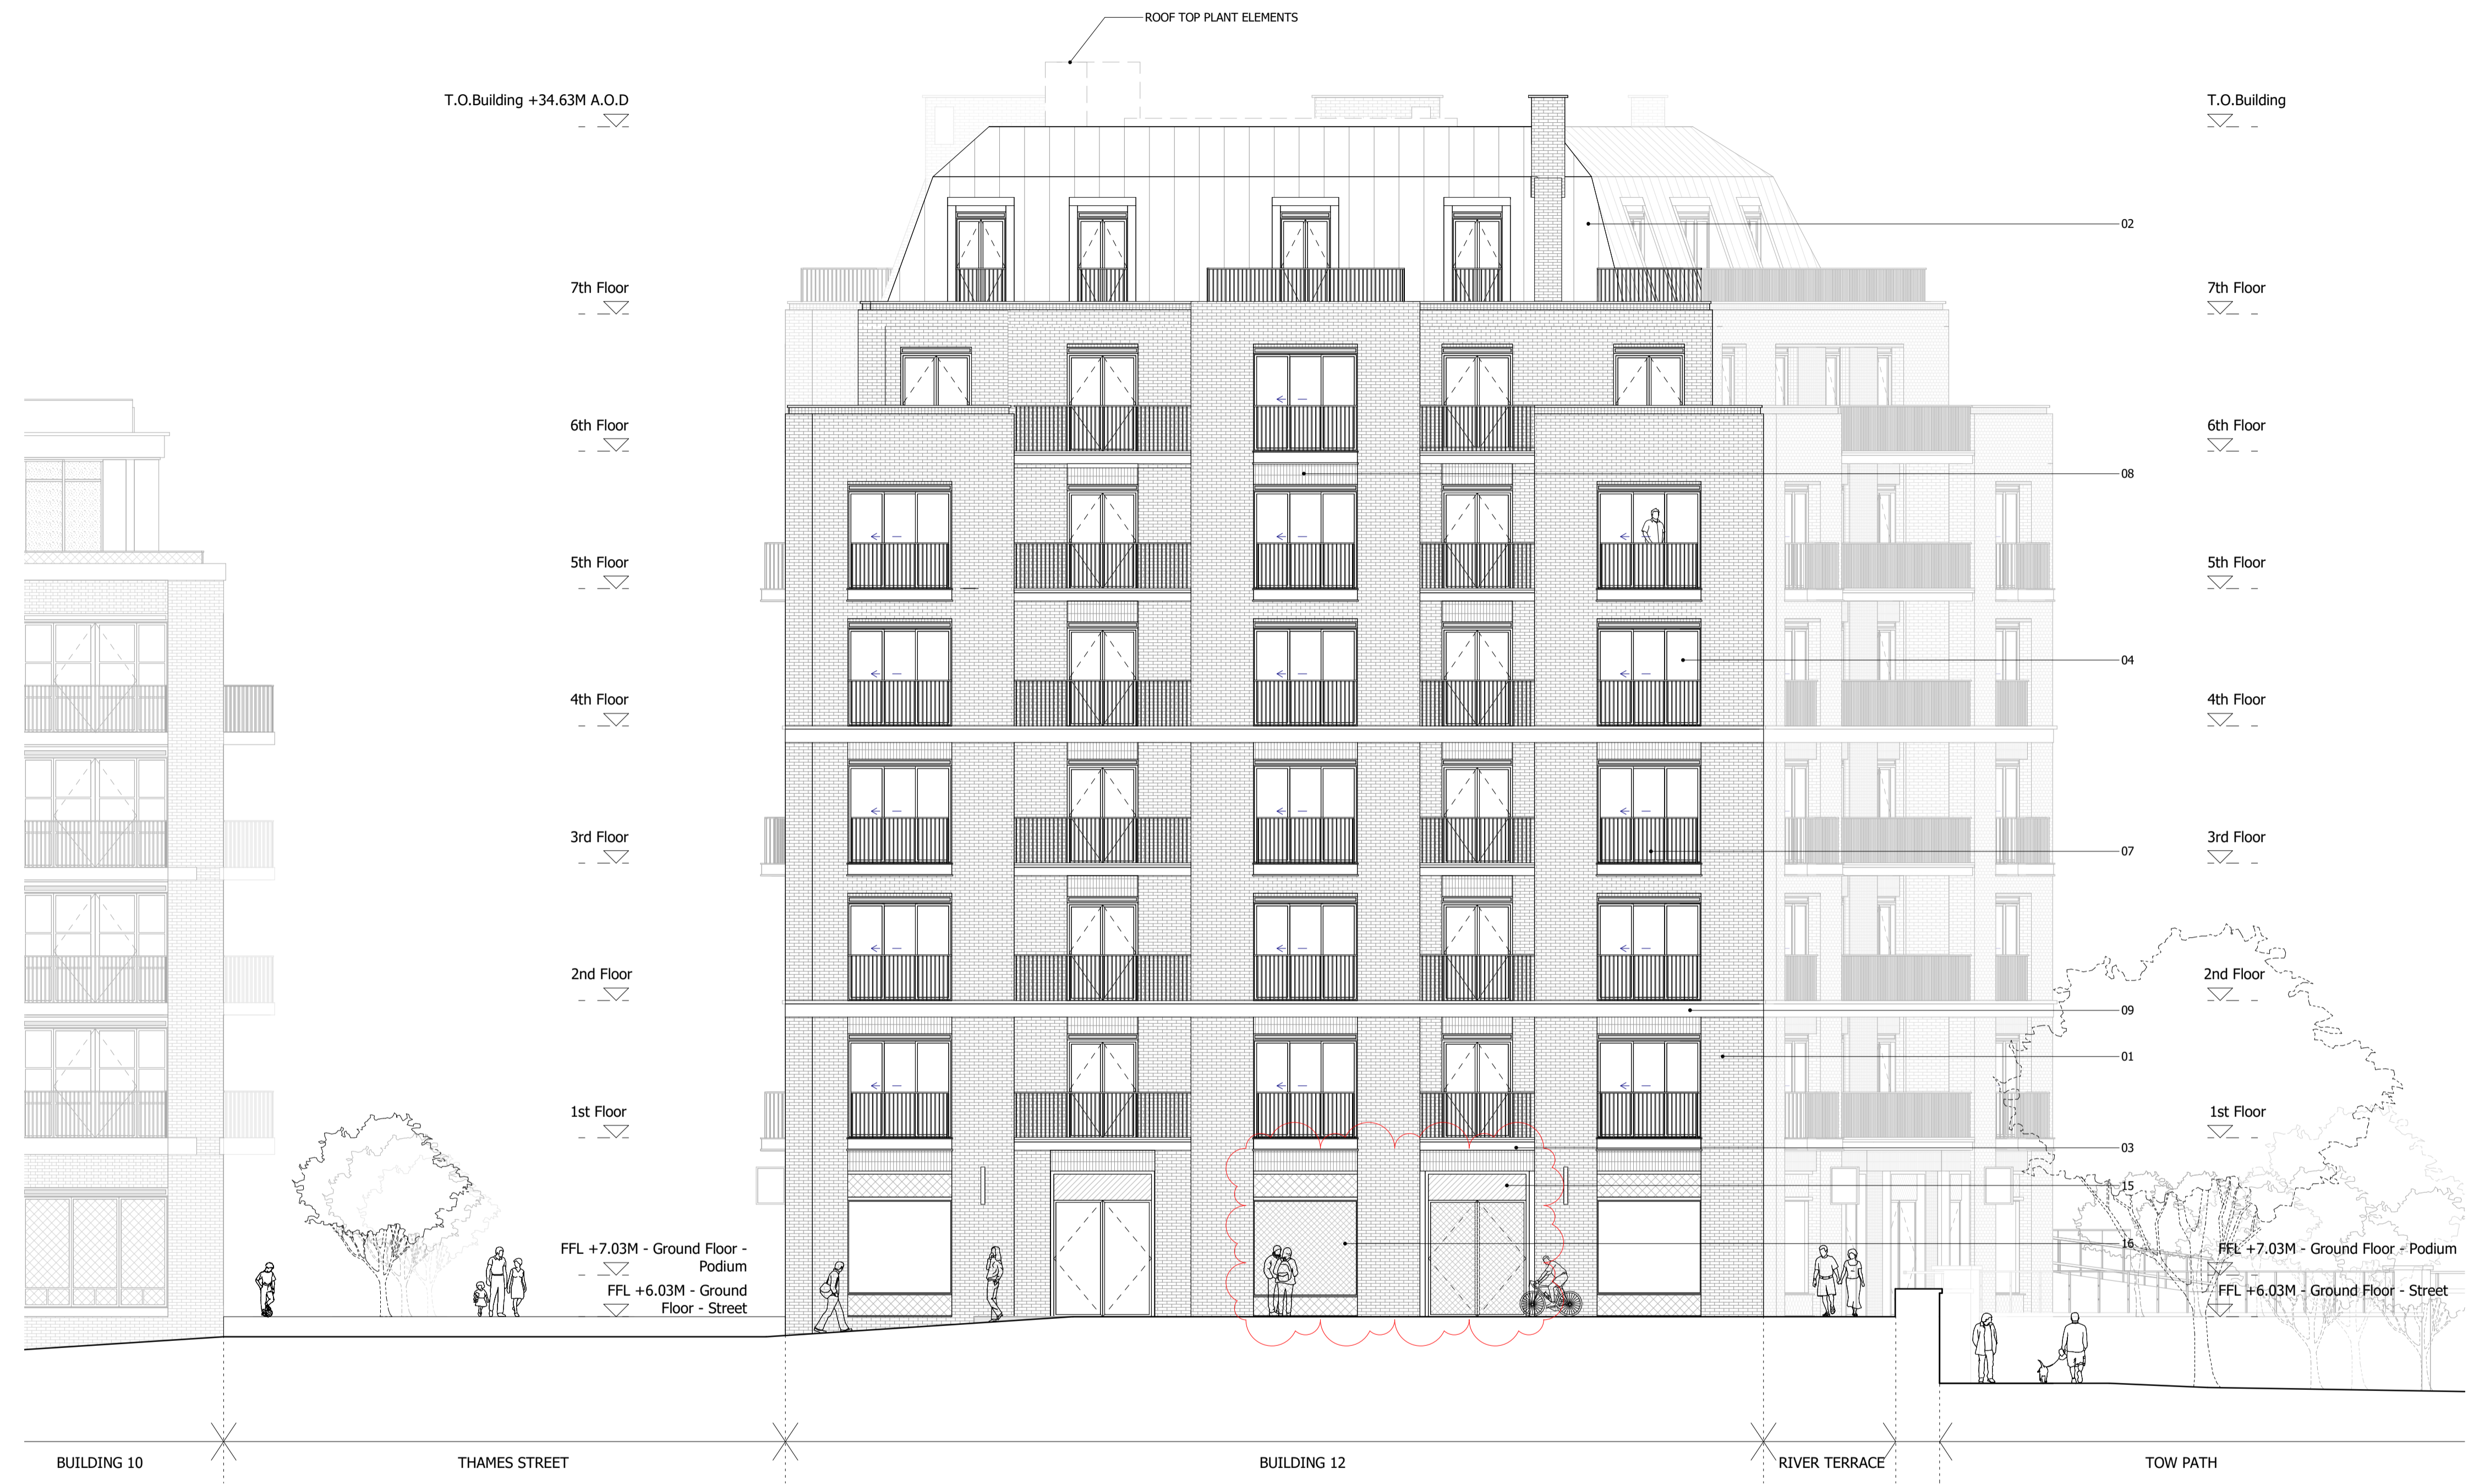 ROOF TOP PLANT ELEMENTS
T.O.Building +34.63M A.O.D
T.O.Building
02
7th Floor
7th Floor
6th Floor
6th Floor
08
5th Floor
5th Floor
04
4th Floor
4th Floor
3rd Floor
3rd Floor
07
2nd Floor
2nd Floor
09
01
1st Floor
1st Floor
03
15
16
FFL +7.03M - Ground Floor -
Podium
FFL +7.03M - Ground Floor - Podium
FFL +6.03M - Ground
Floor - Street
FFL +6.03M - Ground Floor - Street
BUILDING 10
THAMES STREET
BUILDING 12
RIVER TERRACE
TOW PATH